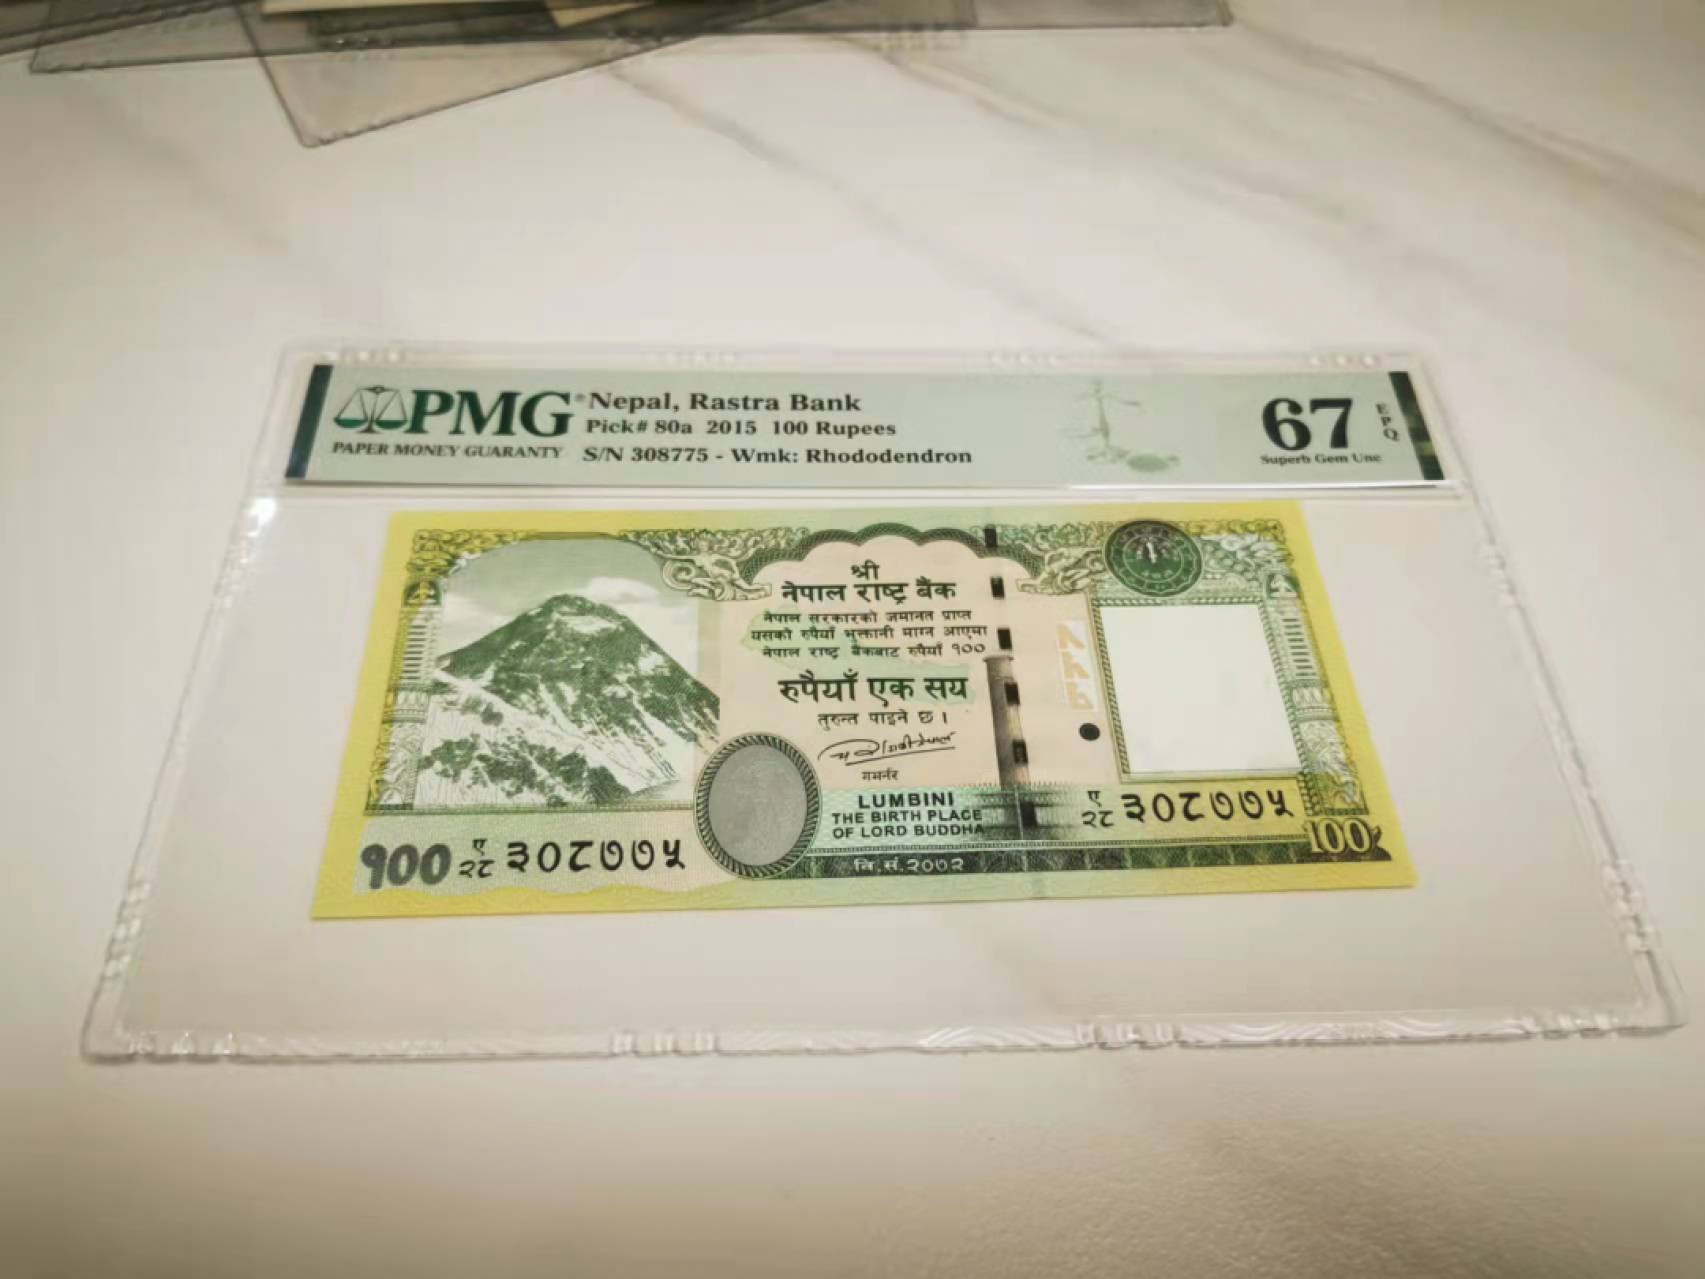 PMG®
PAPER MONEY GUARANTY
Nepal, Rastra Bank
Pick# 80a 2015 100 Rupees
S/N 308775 - Wmk: Rhododendron
67
EPQ
Superb Gem Unc
श्री
नेपाल राष्ट्र बैंक
नेपाल सरकारको जमानत प्राप्त
यसको रुपैयाँ भुक्तानी माग्न आएमा
नेपाल राष्ट्र बैंकबाट रुपैयाँ १००
रुपैयाँ एक सय
तुरुन्त पाइने छ ।
गभर्नर
LUMBINI
THE BIRTH PLACE
OF LORD BUDDHA
वि.सं.२०७२
१००
ए
२८ ३०८७७५
ए
२८ ३०८७७५
100